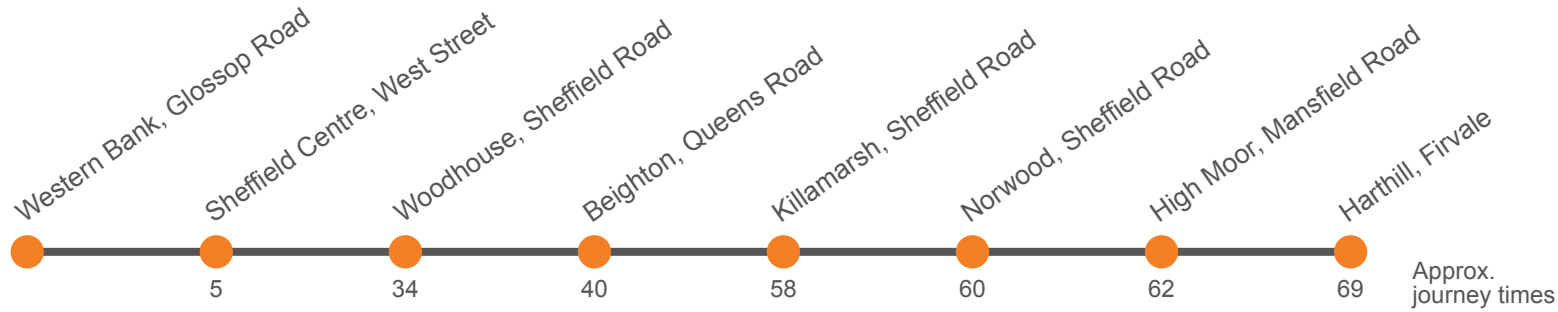 Western Bank, Glossop Road
Sheffield Centre, West Street
Woodhouse, Sheffield Road
Beighton, Queens Road
Killamarsh, Sheffield Road
Norwood, Sheffield Road
High Moor, Mansfield Road
Harthill, Firvale
5
34
40
58
60
62
69
Approx.
journey times